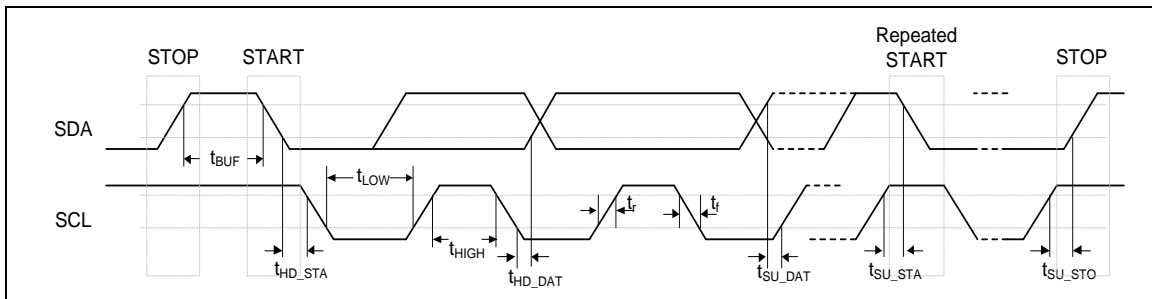 Repeated
STOP START START STOP
SDA
tBUF
tLOW
SCL
tr tf
tHIGH
tHD_STA tHD_DAT tSU_DAT tSU_STA tSU_STO